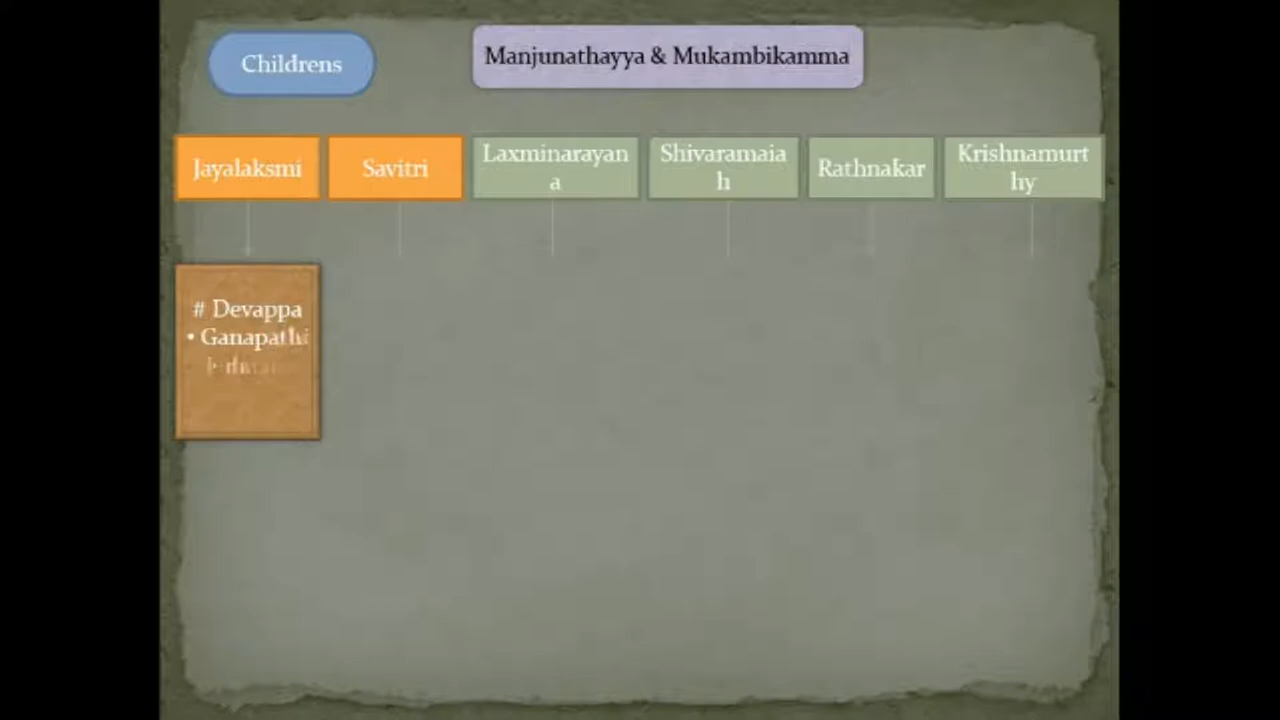 Childrens
Manjunathayya & Mukambikamma
Jayalaksmi
Savitri
Laxminarayan
a
Shivaramaia
h
Rathnakar
Krishnamurt
hy
# Devappa
• Ganapathi